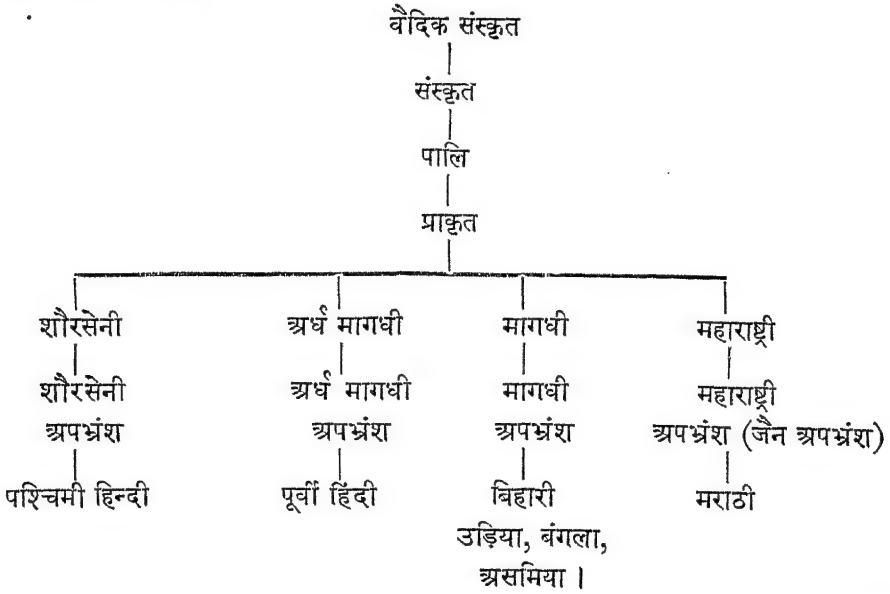 वैदिक संस्कृत
संस्कृत
पालि
प्राकृत
शौरसेनी अर्ध मागधी मागधी महाराष्ट्री
शौरसेनी अर्ध मागधी मागधी महाराष्ट्री
अपभ्रंश अपभ्रंश अपभ्रंश अपभ्रंश (जैन अपभ्रंश)
पश्चिमी हिन्दी पूर्वी हिंदी बिहारी मराठी
उड़िया, बंगला,
असमिया ।